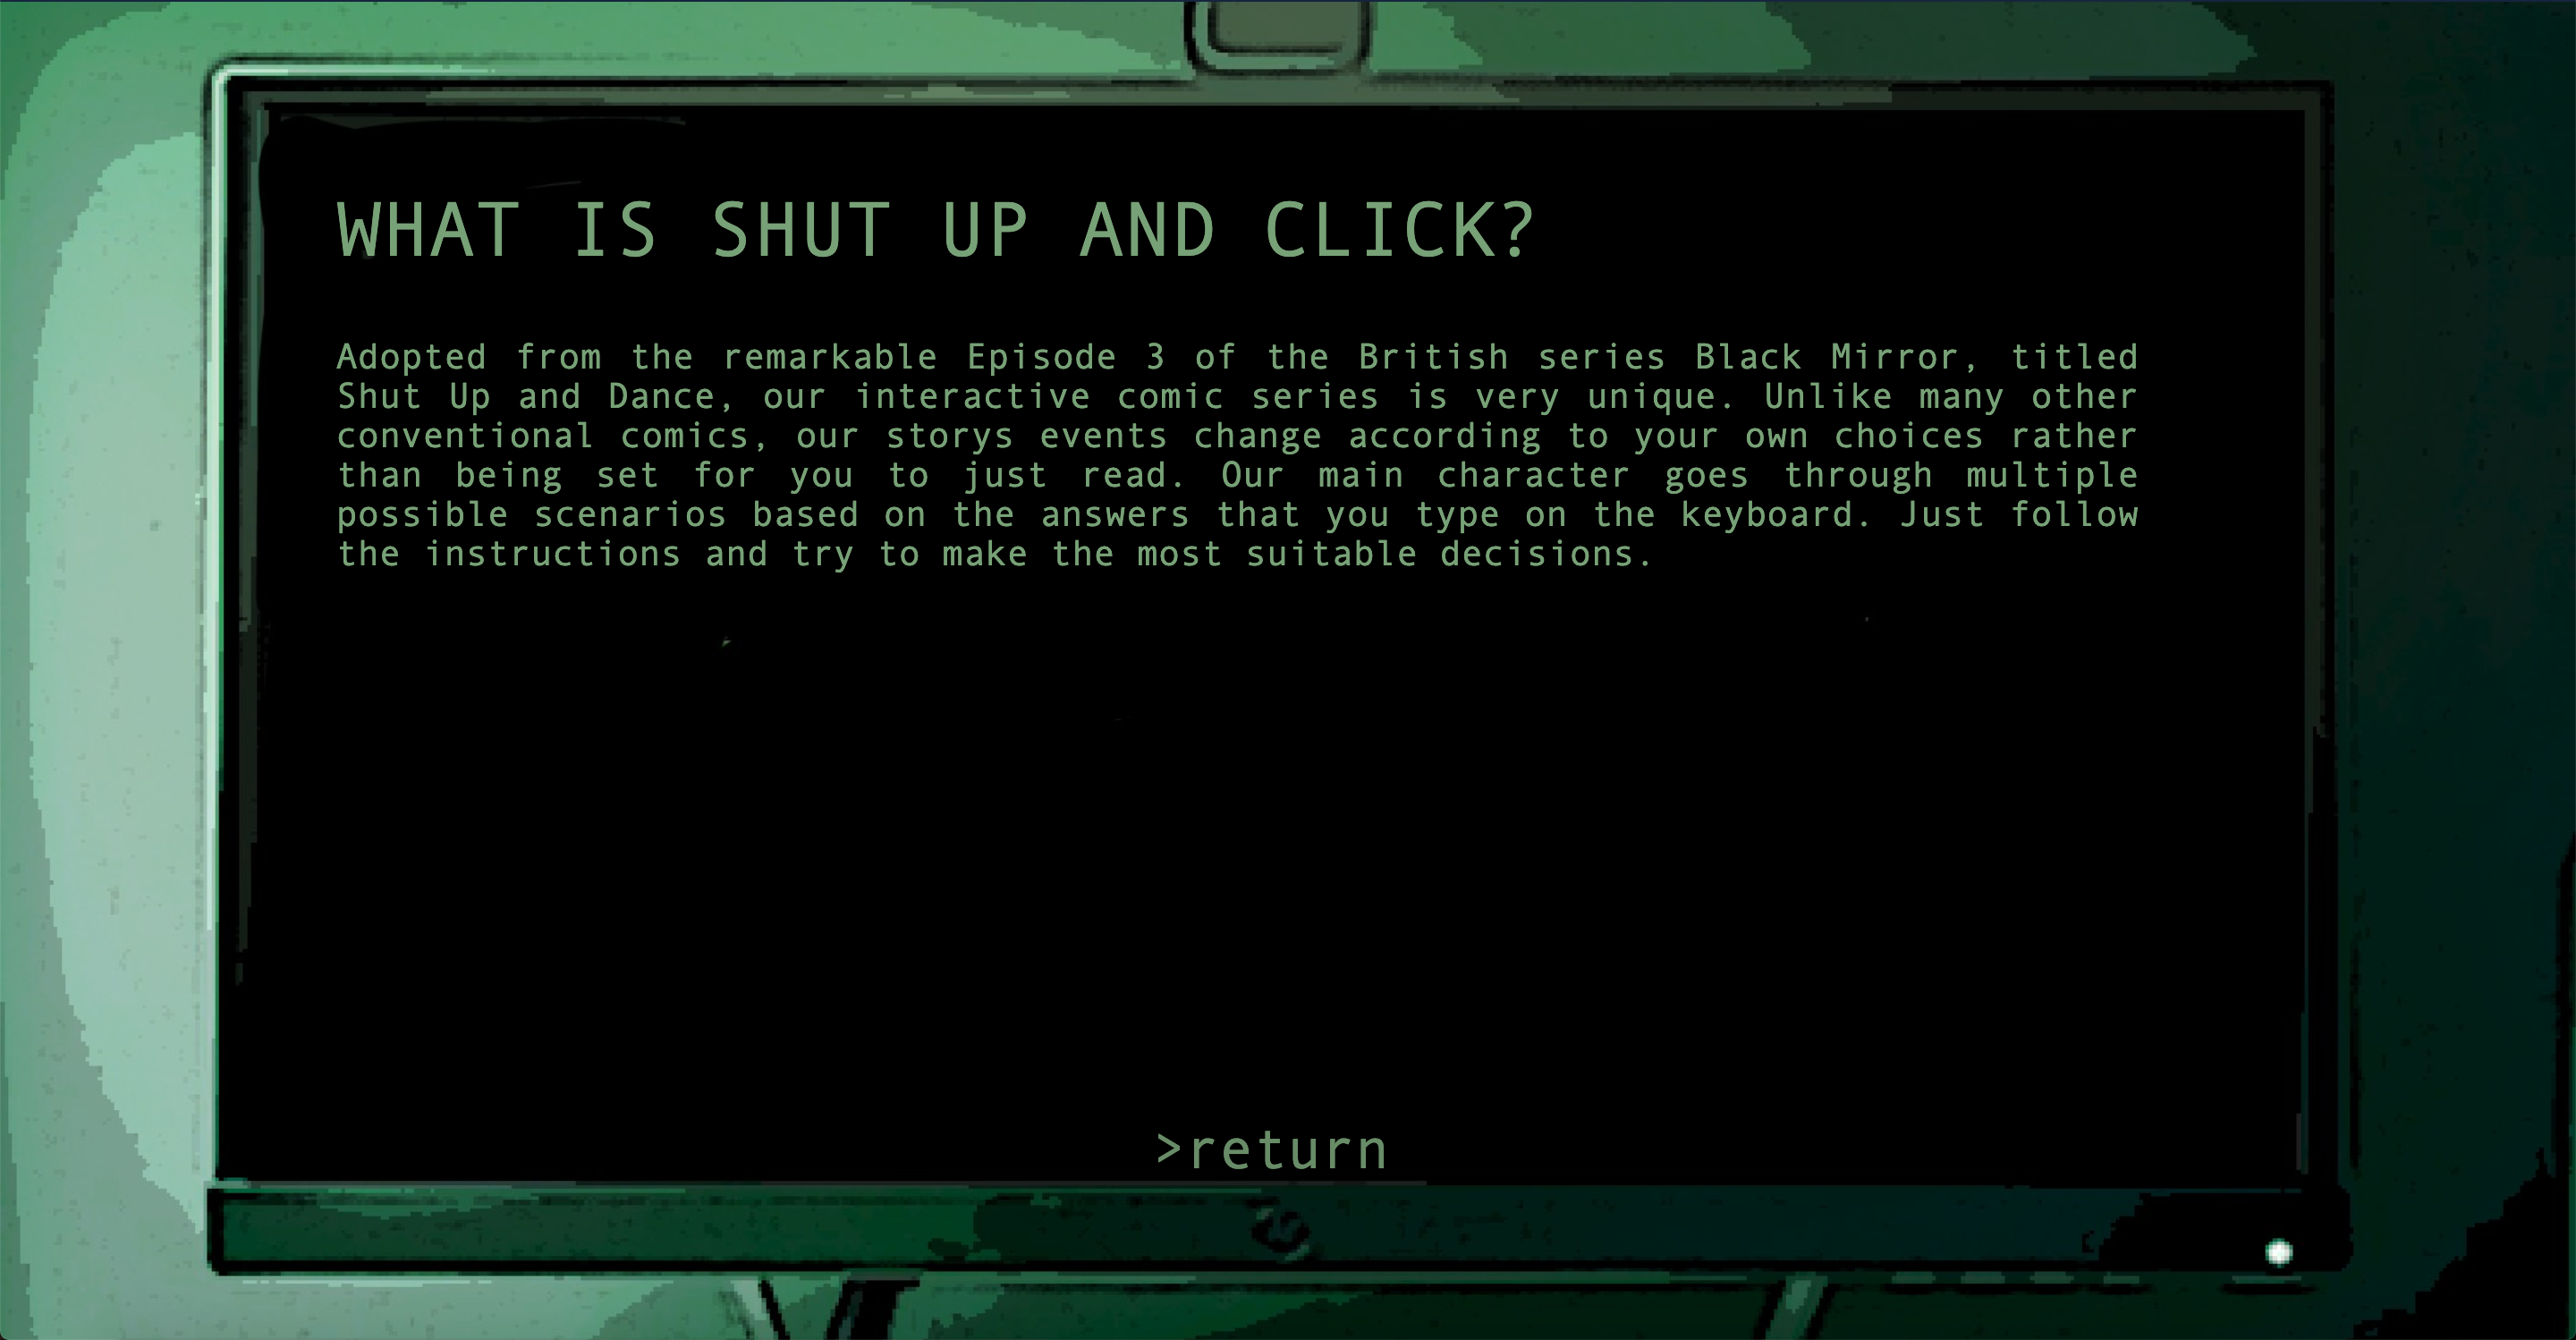 WHAT IS SHUT UP AND CLICK?
Adopted from the remarkable Episode 3 of the British series Black Mirror, titled
Shut Up and Dance, our interactive comic series is very unique. Unlike many other
conventional comics, our storys events change according to your own choices rather
than being set for you to just read. Our main character goes through multiple
possible scenarios based on the answers that you type on the keyboard. Just follow
the instructions and try to make the most suitable decisions.
>return